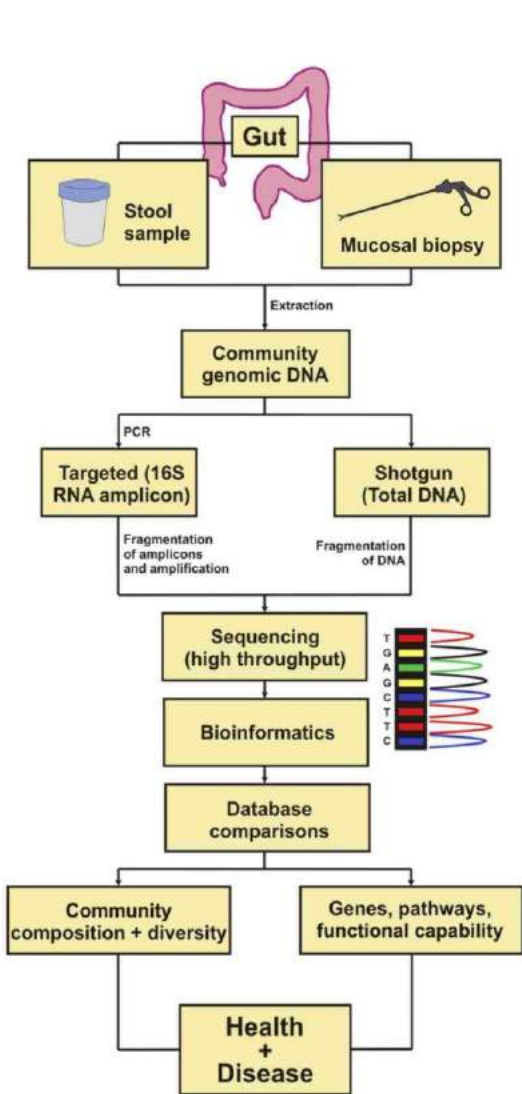 Gut
Stool
sample
Mucosal biopsy
Extraction
Community
genomic DNA
PCR
Targeted (16S
RNA amplicon)
Shotgun
(Total DNA)
Fragmentation
of amplicons
and amplification
Fragmentation
of DNA
Sequencing
(high throughput)
T
G
A
G
C
T
T
C
Bioinformatics
Database
comparisons
Community
composition + diversity
Genes, pathways,
functional capability
Health
+
Disease